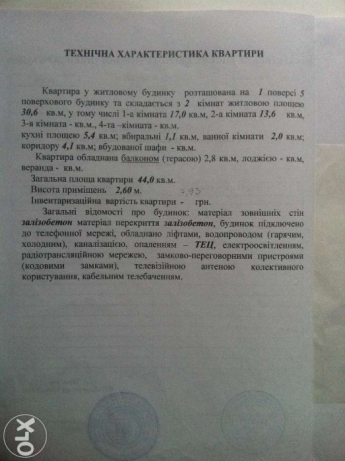 ТЕХНІЧНА ХАРАКТЕРИСТИКА КВАРТИРИ
Квартира у житловому будинку розташована на 1 поверсі 5
поверхового будинку та складається з 2 кімнат житловою площею
30,6 кв.м, у тому числі 1-а кімната 17,0 кв.м, 2-а кімната 13,6 кв.м,
3-я кімната - кв.м., 4-та –кімната - кв.м.
кухні площею 5,4 кв.м; вбиральні 1,1 кв.м, ванної кімнати 2,0 кв.м;
коридору 4,1 кв.м; вбудованої шафи - кв.м.
Квартира обладнана балконом (терасою) 2,8 кв.м, лоджією - кв.м,
веранда - кв.м.
Загальна площа квартири 44,0 кв.м.
Висота приміщень 2,60 м.
Інвентаризаційна вартість квартири - грн.
Загальні відомості про будинок: матеріал зовнішніх стін
залізобетон матеріал перекриття залізобетон, будинок підключено
до телефонної мережі, обладнано ліфтами, водопроводом (гарячим,
холодним), каналізацією, опаленням – ТЕЦ, електроосвітленням,
радіотрансляційною мережею, замково-переговорними пристроями
(кодовими замками), телевізійною антеною колективного
користування, кабельним телебаченням.
OLX